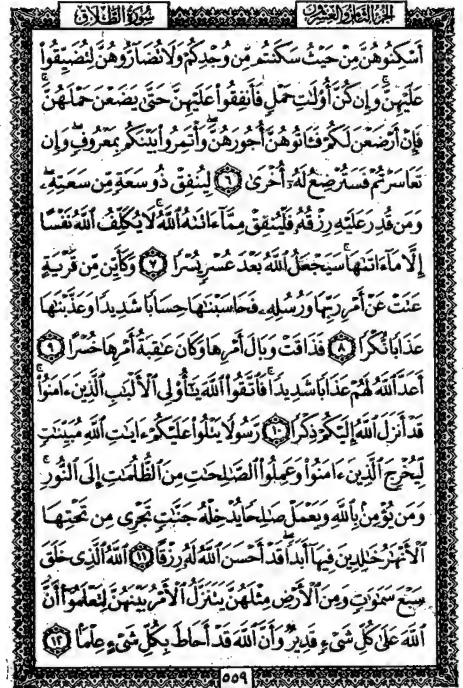 الجزء الثامن والعشرون سورة الطلاق
أَسْكِنُوهُنَّ مِنْ حَيْثُ سَكَنتُم مِّن وُجْدِكُمْ وَلَا تُضَآرُّوهُنَّ لِتُضَيِّقُوا۟
عَلَيْهِنَّ ۚ وَإِن كُنَّ أُو۟لَٰتِ حَمْلٍ فَأَنفِقُوا۟ عَلَيْهِنَّ حَتَّىٰ يَضَعْنَ حَمْلَهُنَّ ۚ
فَإِنْ أَرْضَعْنَ لَكُمْ فَـَٔاتُوهُنَّ أُجُورَهُنَّ ۖ وَأْتَمِرُوا۟ بَيْنَكُم بِمَعْرُوفٍ ۖ وَإِن
تَعَاسَرْتُمْ فَسَتُرْضِعُ لَهُۥٓ أُخْرَىٰ ٦ لِيُنفِقْ ذُو سَعَةٍ مِّن سَعَتِهِۦ ۖ
وَمَن قُدِرَ عَلَيْهِ رِزْقُهُۥ فَلْيُنفِقْ مِمَّآ ءَاتَىٰهُ ٱللَّهُ ۚ لَا يُكَلِّفُ ٱللَّهُ نَفْسًا
إِلَّا مَآ ءَاتَىٰهَا ۚ سَيَجْعَلُ ٱللَّهُ بَعْدَ عُسْرٍ يُسْرًا ٧ وَكَأَيِّن مِّن قَرْيَةٍ
عَتَتْ عَنْ أَمْرِ رَبِّهَا وَرُسُلِهِۦ فَحَاسَبْنَٰهَا حِسَابًا شَدِيدًا وَعَذَّبْنَٰهَا
عَذَابًا نُّكْرًا ٨ فَذَاقَتْ وَبَالَ أَمْرِهَا وَكَانَ عَٰقِبَةُ أَمْرِهَا خُسْرًا ٩
أَعَدَّ ٱللَّهُ لَهُمْ عَذَابًا شَدِيدًا ۖ فَٱتَّقُوا۟ ٱللَّهَ يَٰٓأُو۟لِى ٱلْأَلْبَٰبِ ٱلَّذِينَ ءَامَنُوا۟ ۚ
قَدْ أَنزَلَ ٱللَّهُ إِلَيْكُمْ ذِكْرًا ١٠ رَّسُولًا يَتْلُوا۟ عَلَيْكُمْ ءَايَٰتِ ٱللَّهِ مُبَيِّنَٰتٍ
لِّيُخْرِجَ ٱلَّذِينَ ءَامَنُوا۟ وَعَمِلُوا۟ ٱلصَّٰلِحَٰتِ مِنَ ٱلظُّلُمَٰتِ إِلَى ٱلنُّورِ ۚ
وَمَن يُؤْمِنۢ بِٱللَّهِ وَيَعْمَلْ صَٰلِحًا يُدْخِلْهُ جَنَّٰتٍ تَجْرِى مِن تَحْتِهَا
ٱلْأَنْهَٰرُ خَٰلِدِينَ فِيهَآ أَبَدًا ۖ قَدْ أَحْسَنَ ٱللَّهُ لَهُۥ رِزْقًا ١١ ٱللَّهُ ٱلَّذِى خَلَقَ
سَبْعَ سَمَٰوَٰتٍ وَمِنَ ٱلْأَرْضِ مِثْلَهُنَّ يَتَنَزَّلُ ٱلْأَمْرُ بَيْنَهُنَّ لِتَعْلَمُوٓا۟ أَنَّ
ٱللَّهَ عَلَىٰ كُلِّ شَىْءٍ قَدِيرٌ وَأَنَّ ٱللَّهَ قَدْ أَحَاطَ بِكُلِّ شَىْءٍ عِلْمًۢا ١٢
٥٥٩